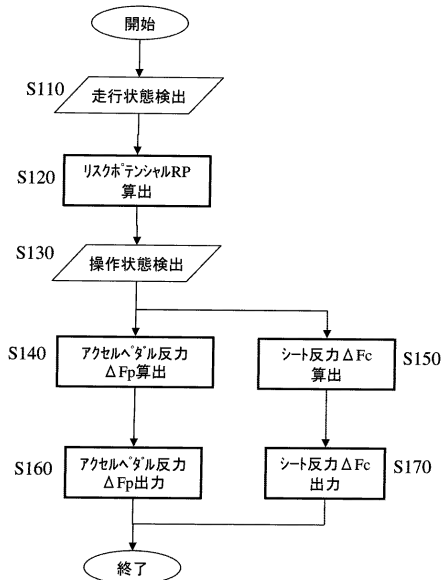 開始
S110
走行状態検出
S120
ﾘｽｸﾎﾟﾃﾝｼｬﾙRP
算出
S130
操作状態検出
S140
ｱｸｾﾙﾍﾟﾀﾞﾙ反力
ΔFp算出
シート反力ΔFc
算出
S150
S160
ｱｸｾﾙﾍﾟﾀﾞﾙ反力
ΔFp出力
シート反力ΔFc
出力
S170
終了